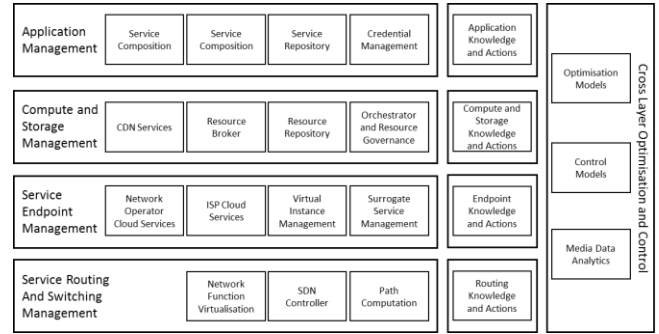 Application
Management
Service
Composition
Service
Composition
Service
Repository
Credential
Management
Application
Knowledge
and Actions
Compute and
Storage
Management
CDN Services
Resource
Broker
Resource
Repository
Orchestrator
and Resource
Governance
Compute and
Storage
Knowledge
and Actions
Service
Endpoint
Management
Network
Operator
Cloud Services
ISP Cloud
Services
Virtual
Instance
Management
Surrogate
Service
Management
Endpoint
Knowledge
and Actions
Service Routing
And Switching
Management
Network
Function
Virtualisation
SDN
Controller
Path
Computation
Routing
Knowledge
and Actions
Optimisation
Models
Control
Models
Media Data
Analytics
Cross Layer Optimisation and Control